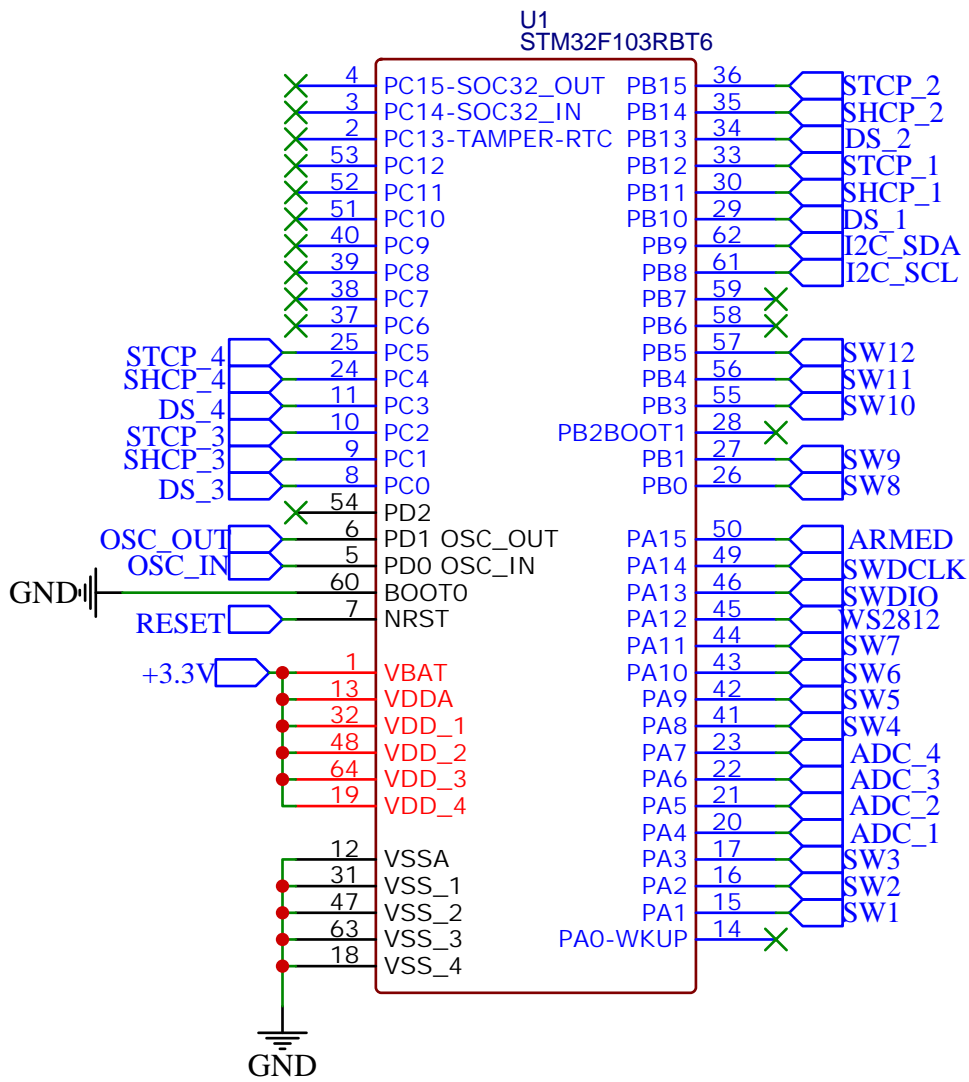 U1
STM32F103RBT6
4 PC15-SOC32_OUT PB15 36 STCP_2
3 PC14-SOC32_IN PB14 35 SHCP_2
2 PC13-TAMPER-RTC PB13 34 DS_2
53 PC12 PB12 33 STCP_1
52 PC11 PB11 30 SHCP_1
51 PC10 PB10 29 DS_1
40 PC9 PB9 62 I2C_SDA
39 PC8 PB8 61 I2C_SCL
38 PC7 PB7 59
37 PC6 PB6 58
STCP_4 25 PC5 PB5 57 SW12
SHCP_4 24 PC4 PB4 56 SW11
DS_4 11 PC3 PB3 55 SW10
STCP_3 10 PC2 PB2BOOT1 28
SHCP_3 9 PC1 PB1 27 SW9
DS_3 8 PC0 PB0 26 SW8
54 PD2
OSC_OUT 6 PD1 OSC_OUT PA15 50 ARMED
OSC_IN 5 PD0 OSC_IN PA14 49 SWDCLK
GND 60 BOOT0 PA13 46 SWDIO
RESET 7 NRST PA12 45 WS2812
PA11 44 SW7
+3.3V 1 VBAT PA10 43 SW6
13 VDDA PA9 42 SW5
32 VDD_1 PA8 41 SW4
48 VDD_2 PA7 23 ADC_4
64 VDD_3 PA6 22 ADC_3
19 VDD_4 PA5 21 ADC_2
PA4 20 ADC_1
12 VSSA PA3 17 SW3
31 VSS_1 PA2 16 SW2
47 VSS_2 PA1 15 SW1
63 VSS_3 PA0-WKUP 14
18 VSS_4
GND